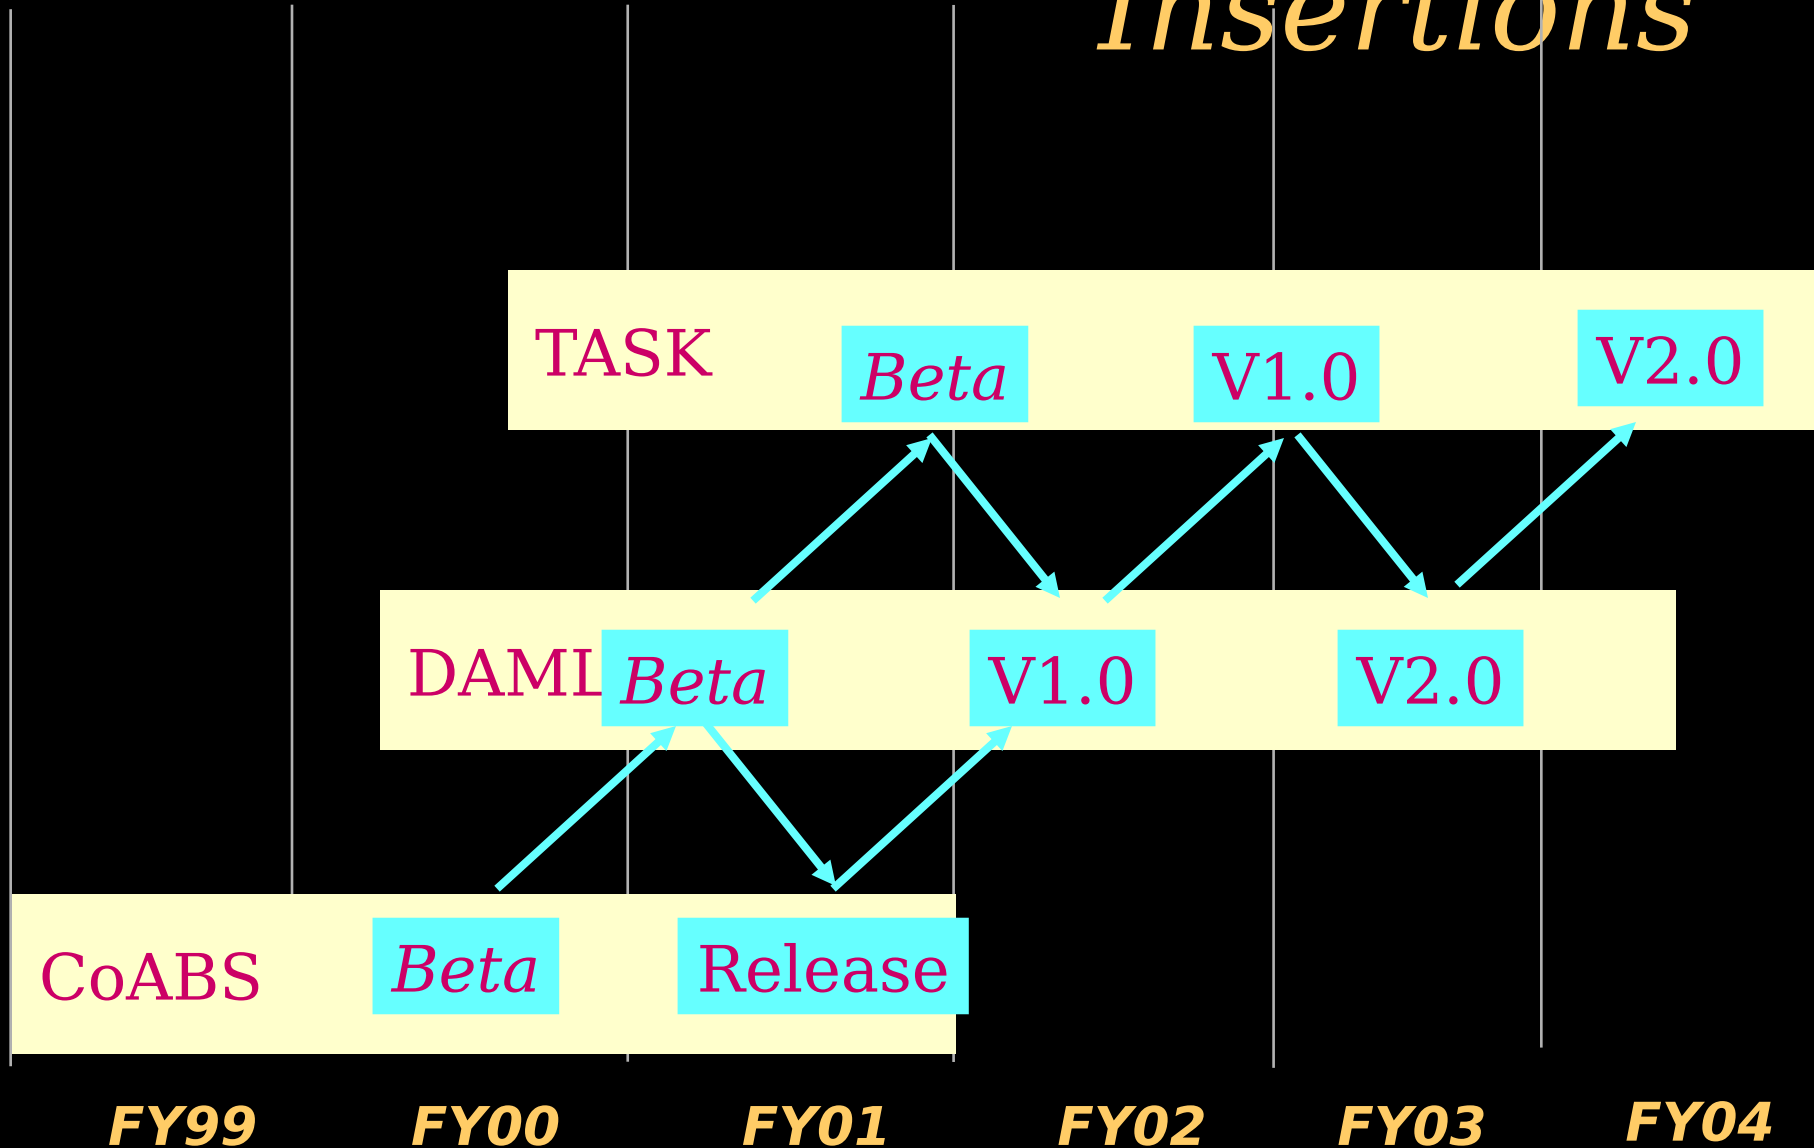 Insertions
TASK
Beta
V1.0
V2.0
DAML
Beta
V1.0
V2.0
CoABS
Beta
Release
FY99
FY00
FY01
FY02
FY03
FY04